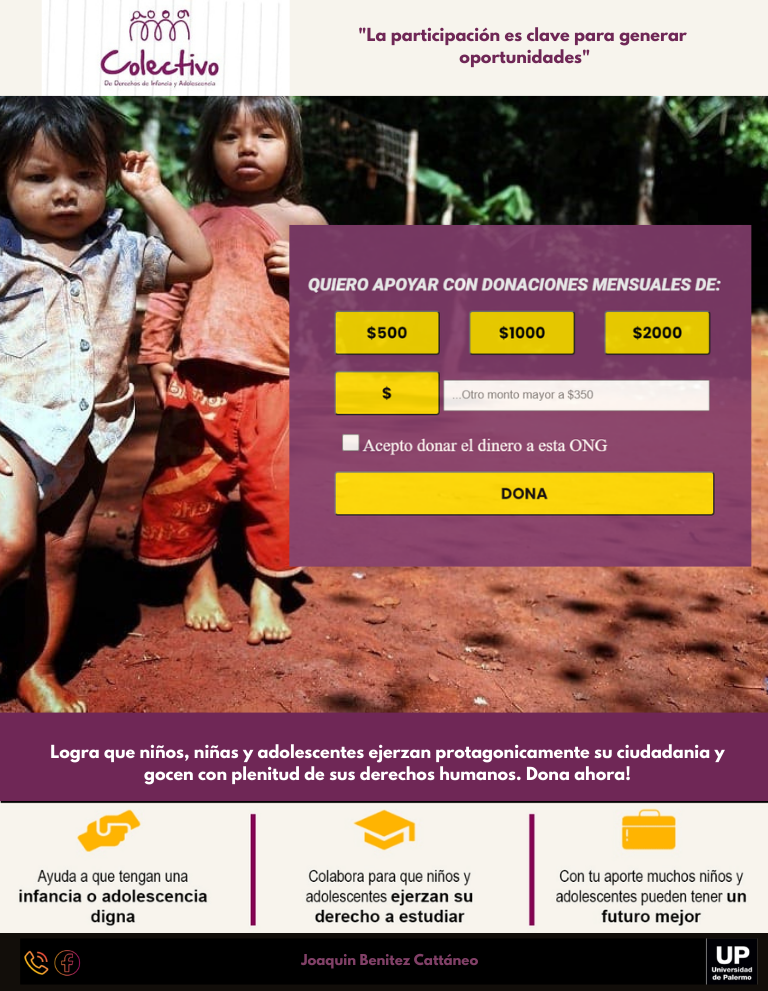 Colectivo
De Derechos de Infancia y Adolescencia
"La participación es clave para generar
oportunidades"
QUIERO APOYAR CON DONACIONES MENSUALES DE:
$500
$1000
$2000
$
...Otro monto mayor a $350
Acepto donar el dinero a esta ONG
DONA
Logra que niños, niñas y adolescentes ejerzan protagonicamente su ciudadania y
gocen con plenitud de sus derechos humanos. Dona ahora!
Ayuda a que tengan una
infancia o adolescencia
digna
Colabora para que niños y
adolescentes ejerzan su
derecho a estudiar
Con tu aporte muchos niños y
adolescentes pueden tener un
futuro mejor
Joaquin Benitez Cattáneo
UP
Universidad
de Palermo